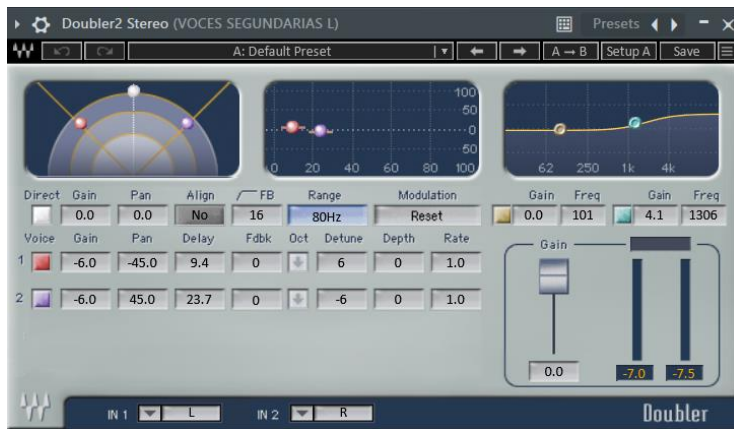 Doubler2 Stereo (VOCES SEGUNDARIAS L) Presets
A: Default Preset A → B Setup A Save
100
50
0
50
0 20 40 60 80 100
62 250 1k 4k
Direct Gain Pan Align FB Range Modulation Gain Freq Gain Freq
0.0 0.0 No 16 80Hz Reset 0.0 101 4.1 1306
Voice Gain Pan Delay Fdbk Oct Detune Depth Rate
1 -6.0 -45.0 9.4 0 6 0 1.0
2 -6.0 45.0 23.7 0 -6 0 1.0
Gain
0.0 -7.0 -7.5
IN 1 L IN 2 R Doubler